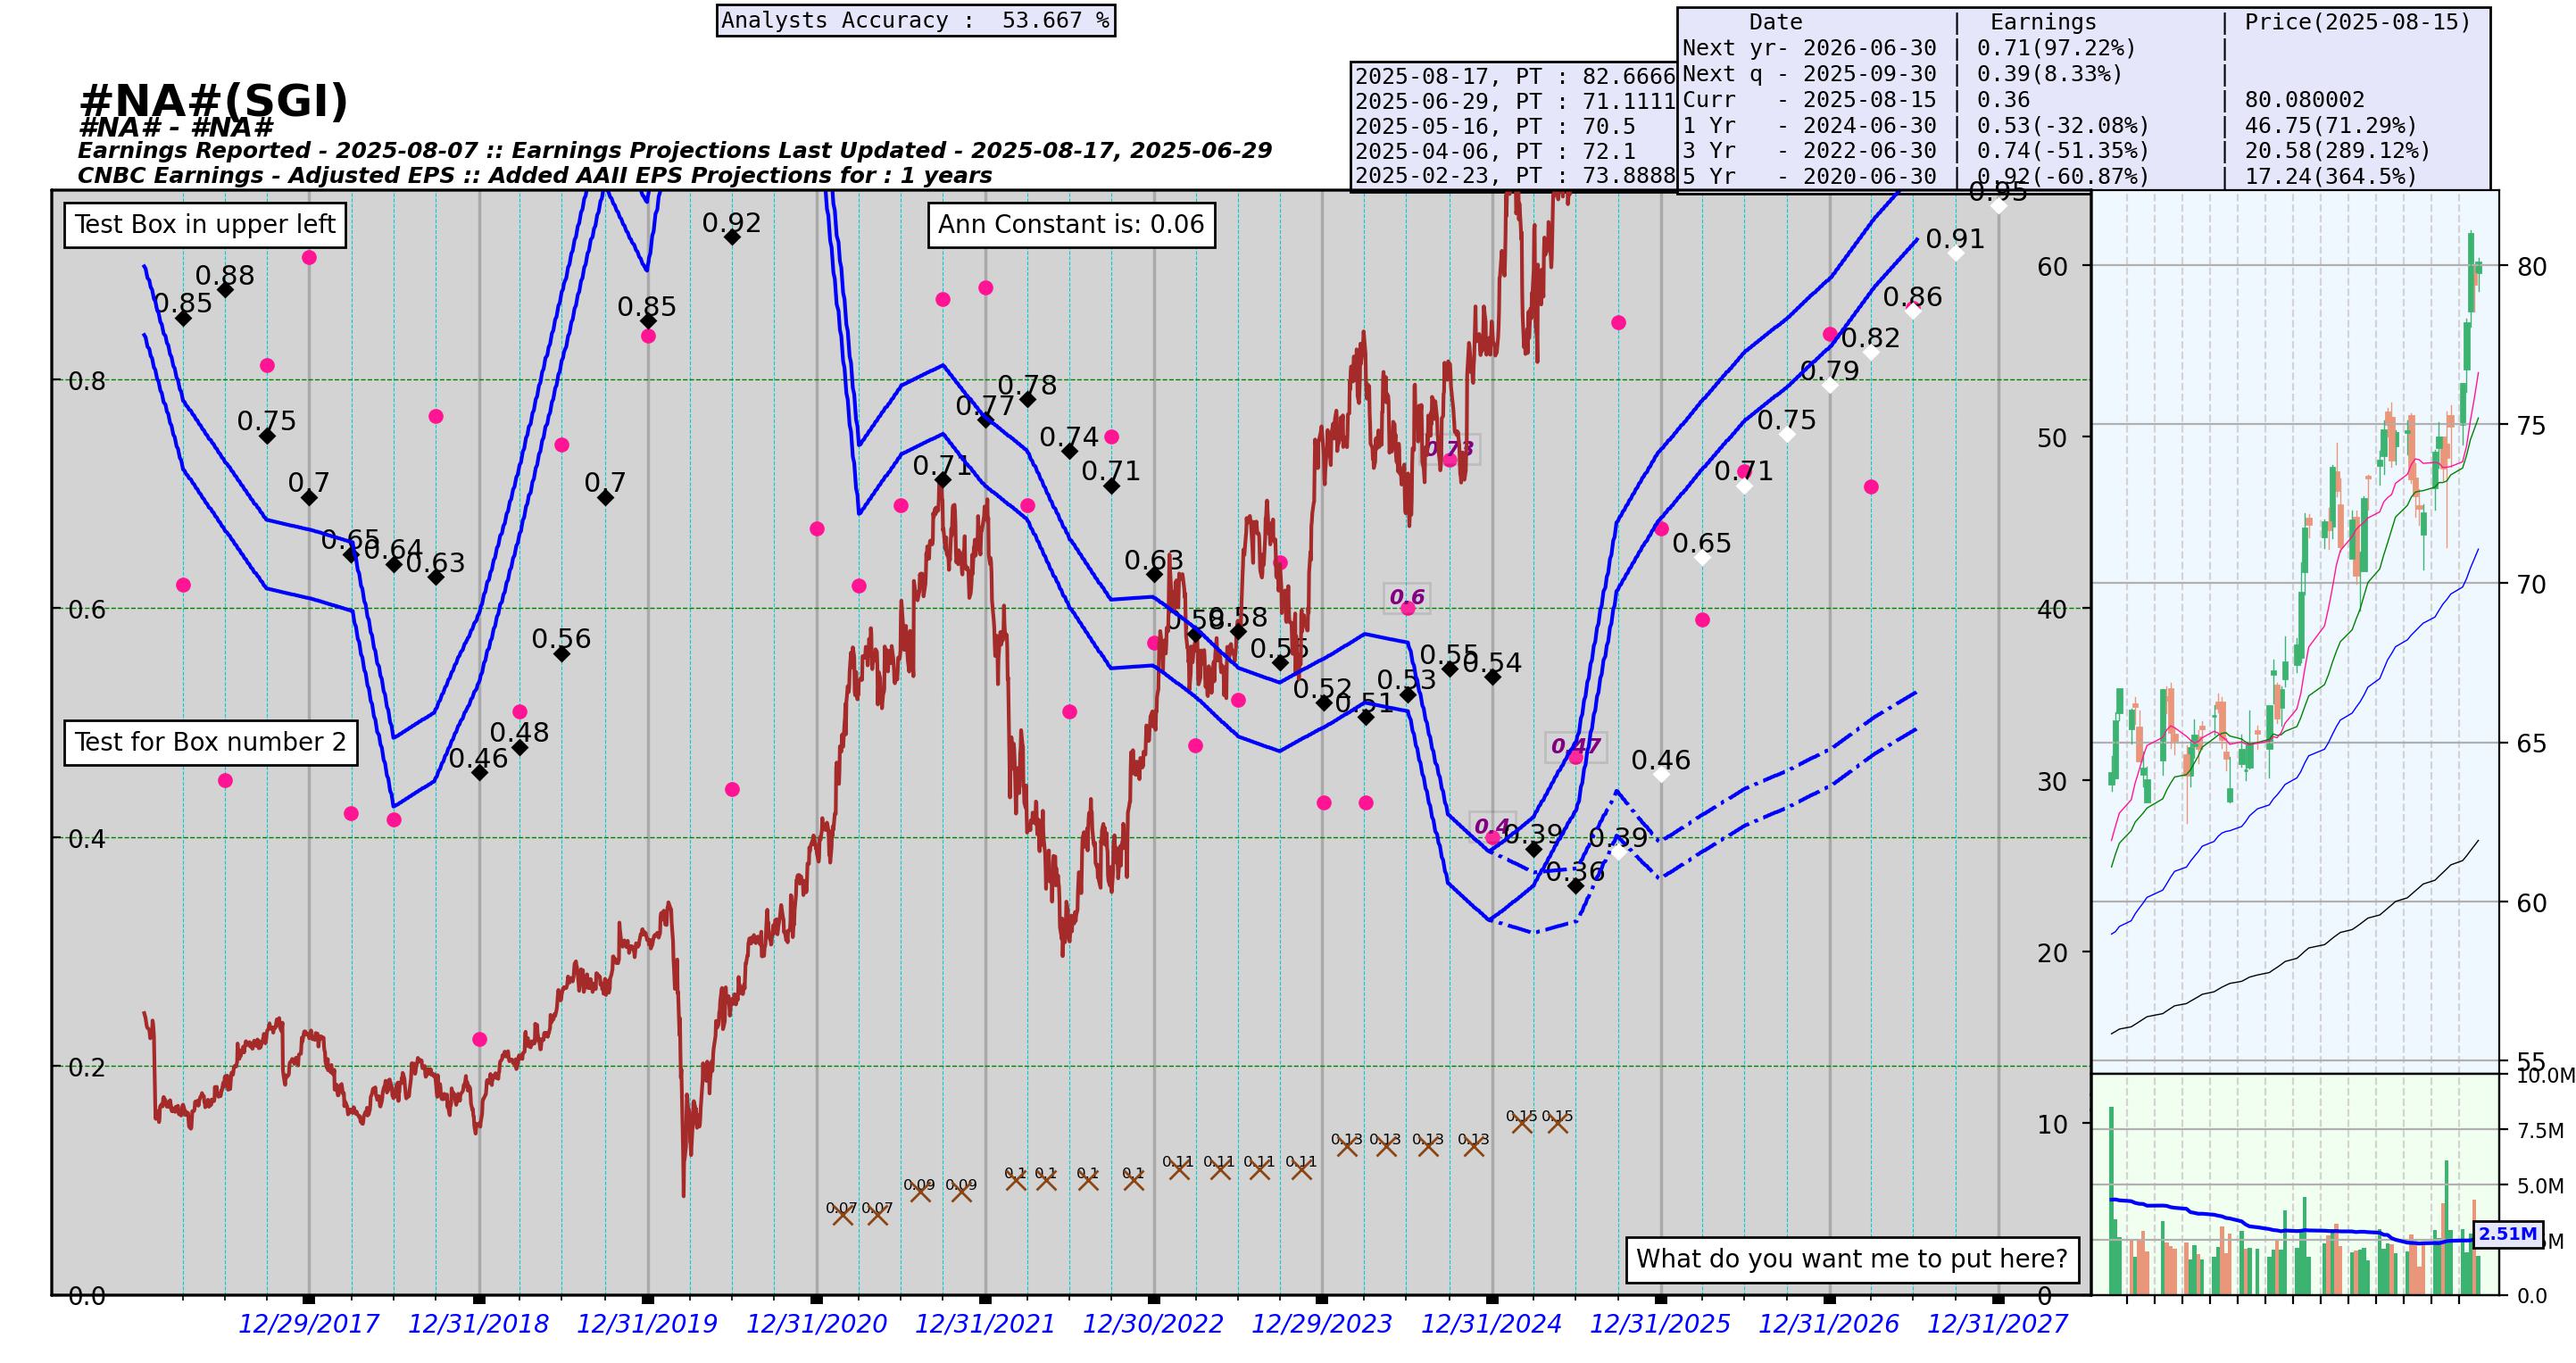 Analysts Accuracy :  53.667 %
Date | Earnings | Price(2025-08-15)
Next yr- 2026-06-30 | 0.71(97.22%) |
Next q - 2025-09-30 | 0.39(8.33%) |
Curr - 2025-08-15 | 0.36 | 80.080002
1 Yr - 2024-06-30 | 0.53(-32.08%) | 46.75(71.29%)
3 Yr - 2022-06-30 | 0.74(-51.35%) | 20.58(289.12%)
5 Yr - 2020-06-30 | 0.92(-60.87%) | 17.24(364.5%)
2025-08-17, PT : 82.6666
2025-06-29, PT : 71.1111
2025-05-16, PT : 70.5
2025-04-06, PT : 72.1
2025-02-23, PT : 73.8888
#NA#(SGI)
#NA# - #NA#
Earnings Reported - 2025-08-07 :: Earnings Projections Last Updated - 2025-08-17, 2025-06-29
CNBC Earnings - Adjusted EPS :: Added AAII EPS Projections for : 1 years
Test Box in upper left
Ann Constant is: 0.06
Test for Box number 2
What do you want me to put here?
0.85
0.88
0.75
0.7
0.65
0.64
0.63
0.46
0.48
0.56
0.7
0.85
0.92
0.71
0.77
0.78
0.74
0.71
0.63
0.58
0.58
0.55
0.52
0.51
0.53
0.55
0.54
0.39
0.36
0.39
0.46
0.65
0.71
0.75
0.79
0.82
0.86
0.91
0.95
0.6
0.73
0.4
0.47
0.07 0.07 0.09 0.09 0.1 0.1 0.1 0.1 0.11 0.11 0.11 0.11 0.13 0.13 0.13 0.13 0.15 0.15
0.8
0.6
0.4
0.2
0.0
60
50
40
30
20
10
0
80
75
70
65
60
55
10.0M
7.5M
5.0M
2.51M
0.0
12/29/2017 12/31/2018 12/31/2019 12/31/2020 12/31/2021 12/30/2022 12/29/2023 12/31/2024 12/31/2025 12/31/2026 12/31/2027